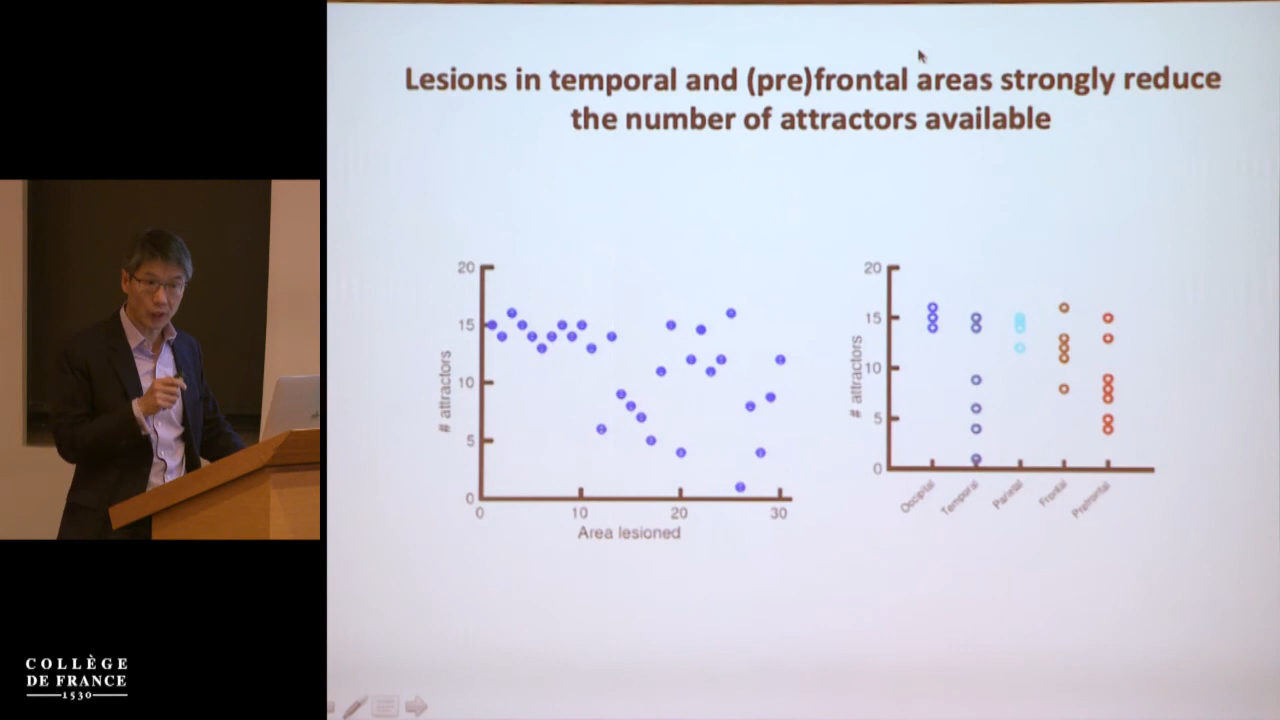 Lesions in temporal and (pre)frontal areas strongly reduce
the number of attractors available
20
15
10
5
0
# attractors
0
10
20
30
Area lesioned
20
15
10
5
0
# attractors
Occipital
Temporal
Parietal
Frontal
Prefrontal
COLLÈGE
DE FRANCE
1530